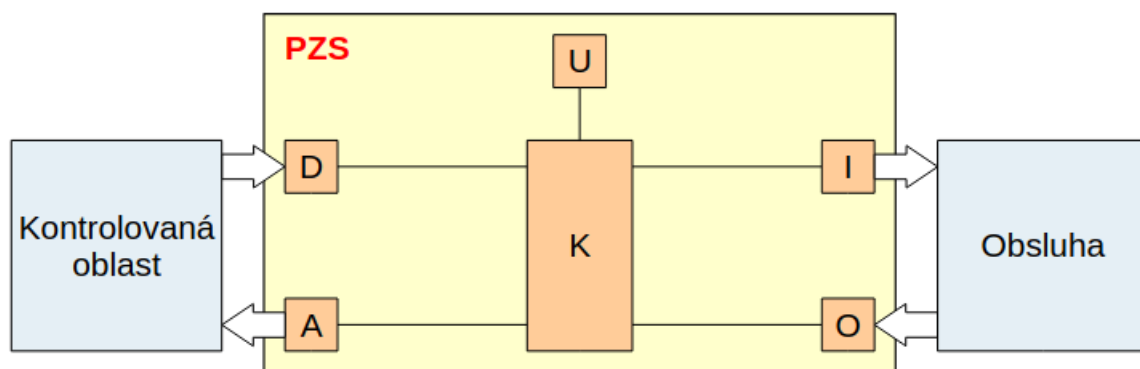 PZS
U
D
I
Kontrolovaná
oblast
K
Obsluha
A
O